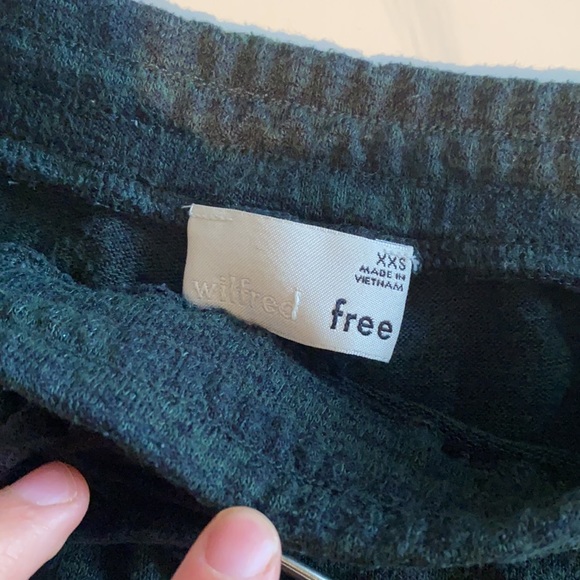 XXS
MADE IN
VIETNAM
wilfred free